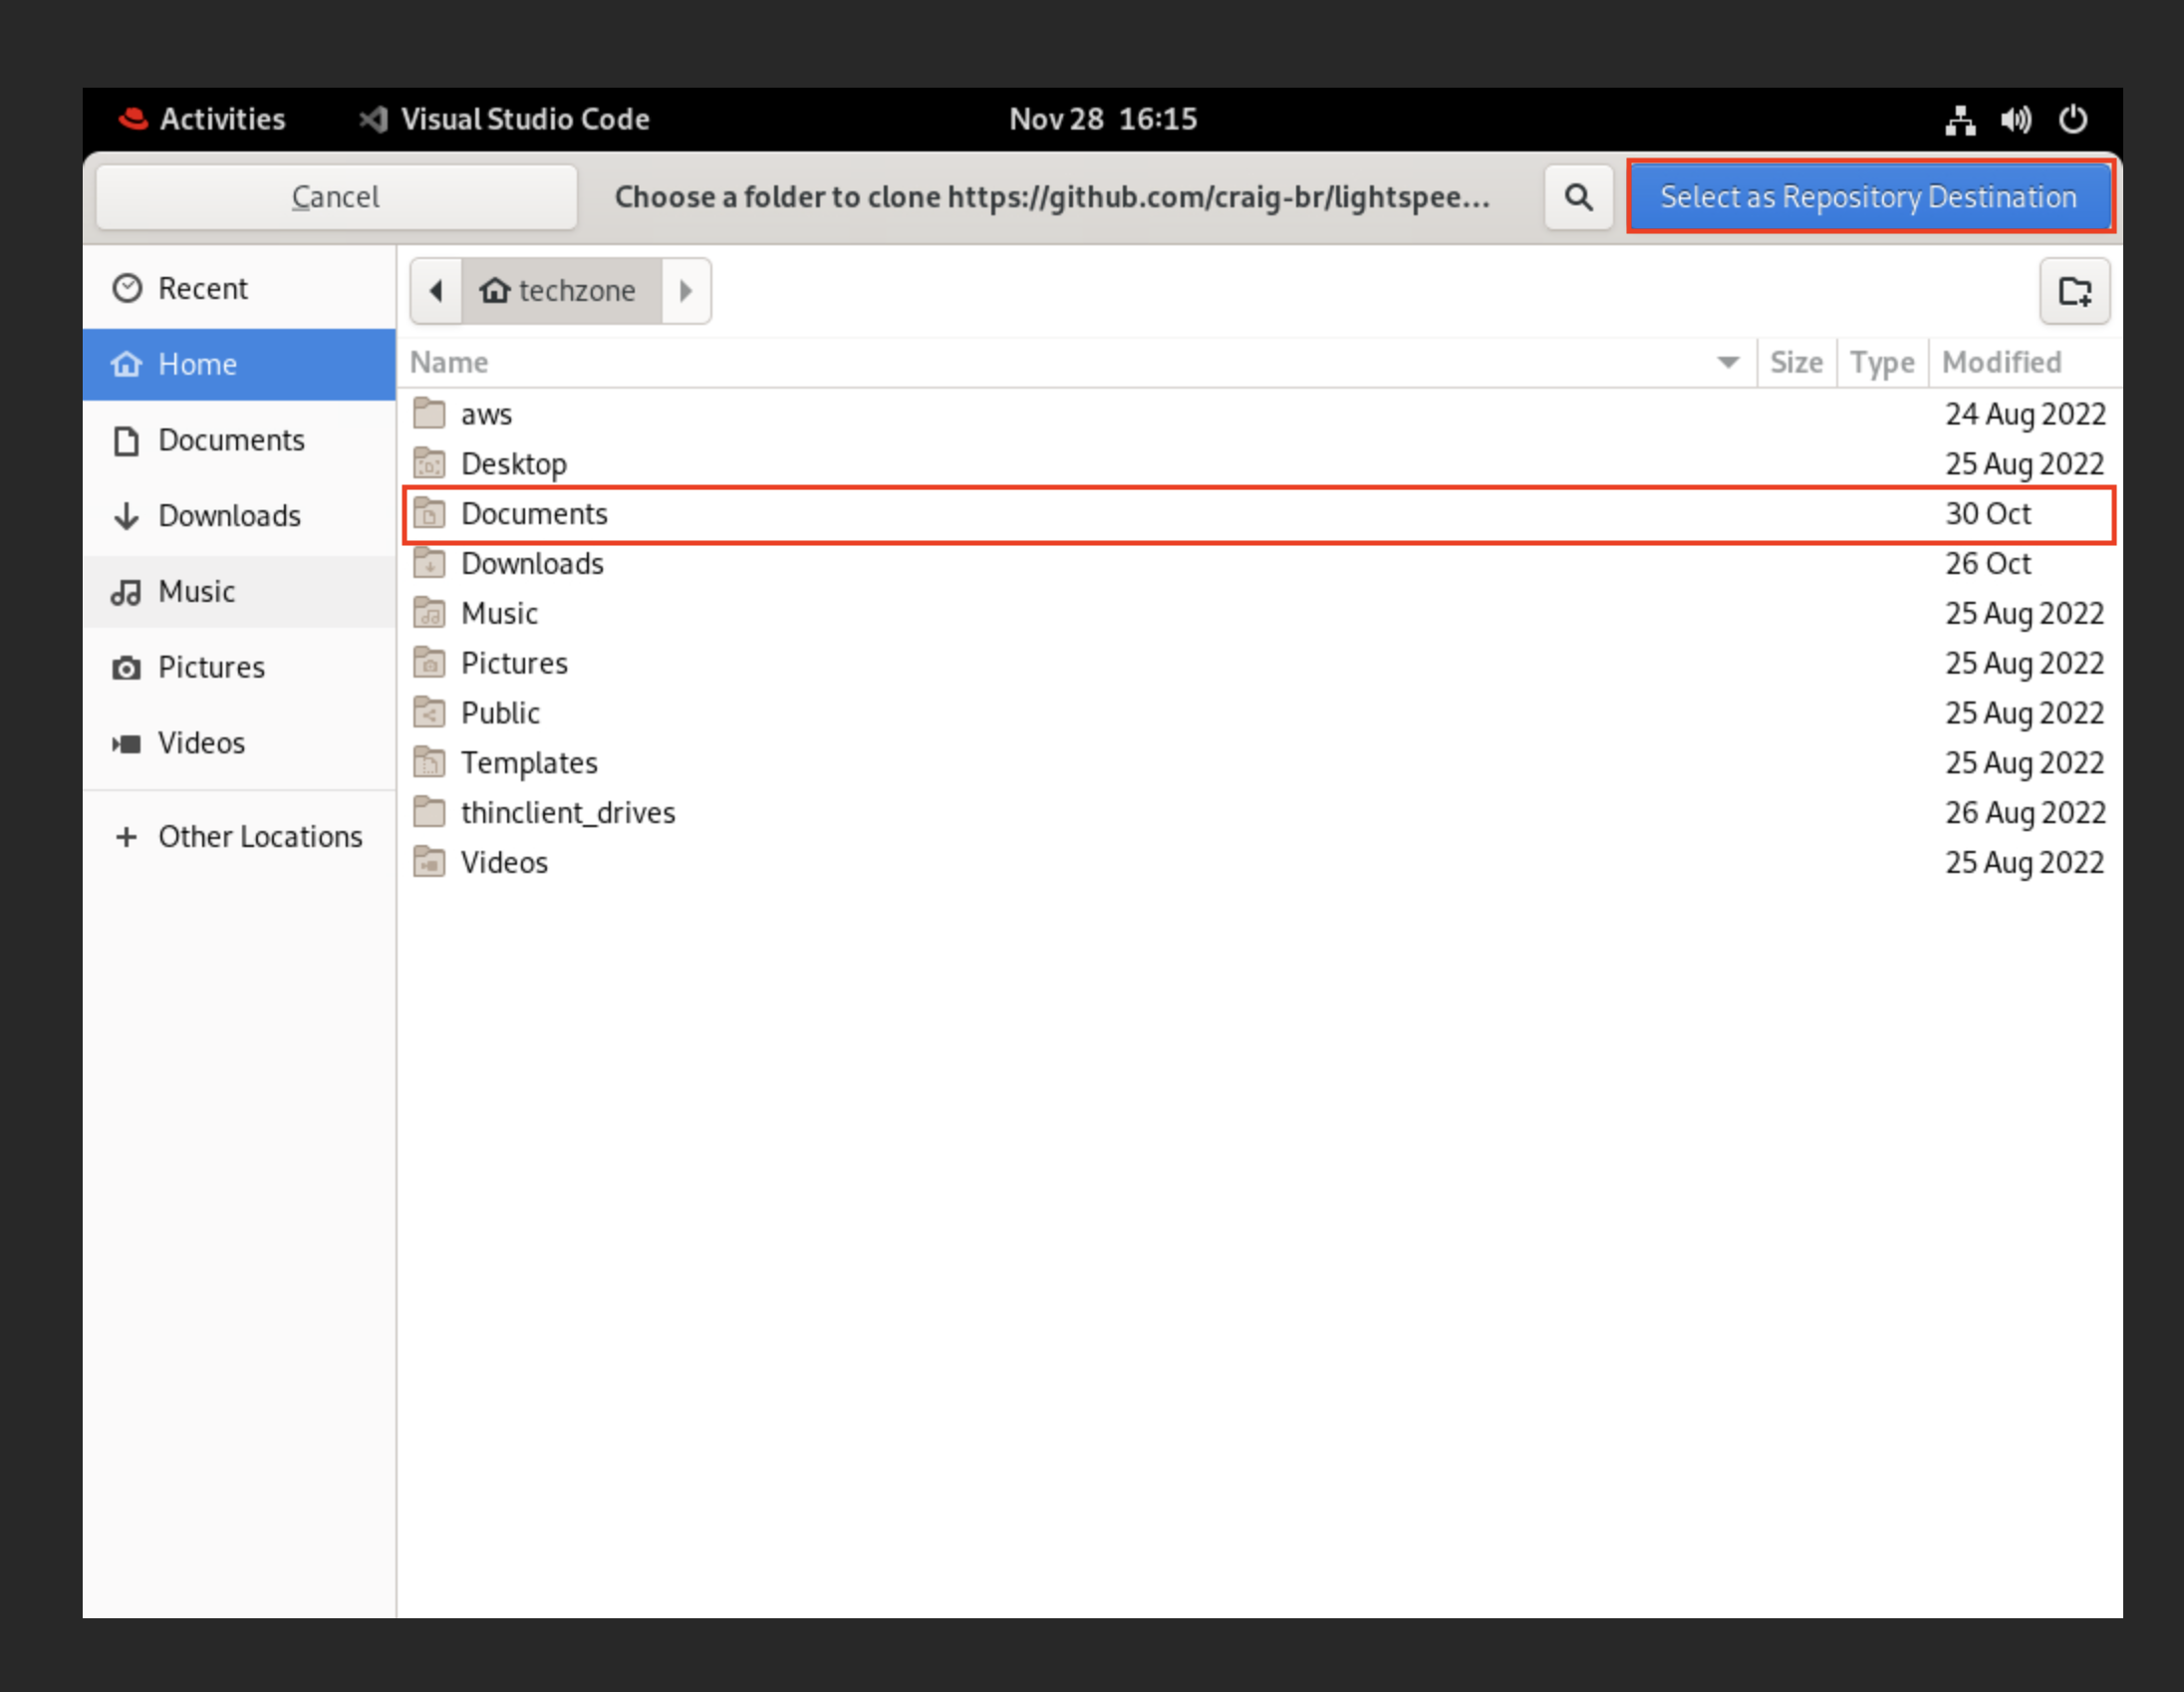 Activities Visual Studio Code Nov 28 16:15
Cancel Choose a folder to clone https://github.com/craig-br/lightspee... Select as Repository Destination
Recent
Home
Documents
Downloads
Music
Pictures
Videos
Other Locations
techzone
Name Size Type Modified
aws 24 Aug 2022
Desktop 25 Aug 2022
Documents 30 Oct
Downloads 26 Oct
Music 25 Aug 2022
Pictures 25 Aug 2022
Public 25 Aug 2022
Templates 25 Aug 2022
thinclient_drives 26 Aug 2022
Videos 25 Aug 2022